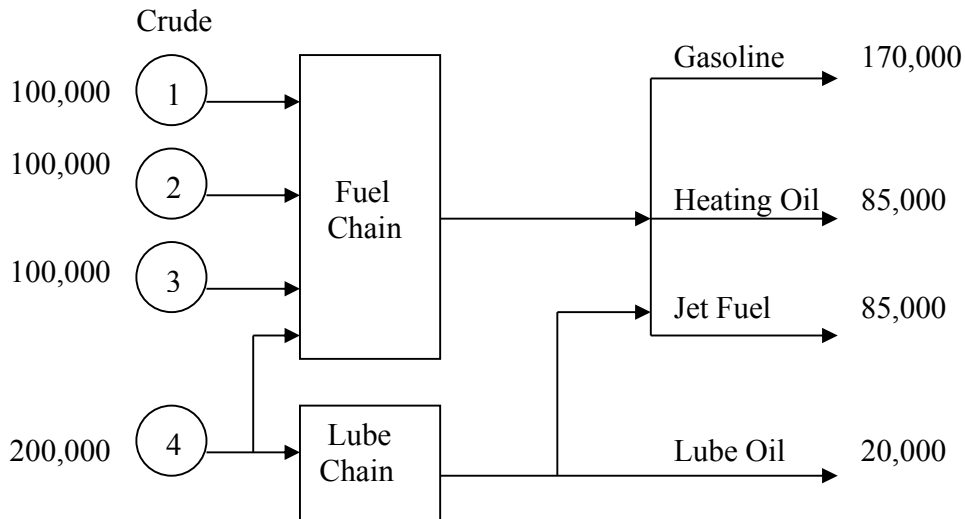 Crude
100,000
1
Gasoline
170,000
100,000
2
Fuel
Chain
Heating Oil
85,000
100,000
3
Jet Fuel
85,000
200,000
4
Lube
Chain
Lube Oil
20,000